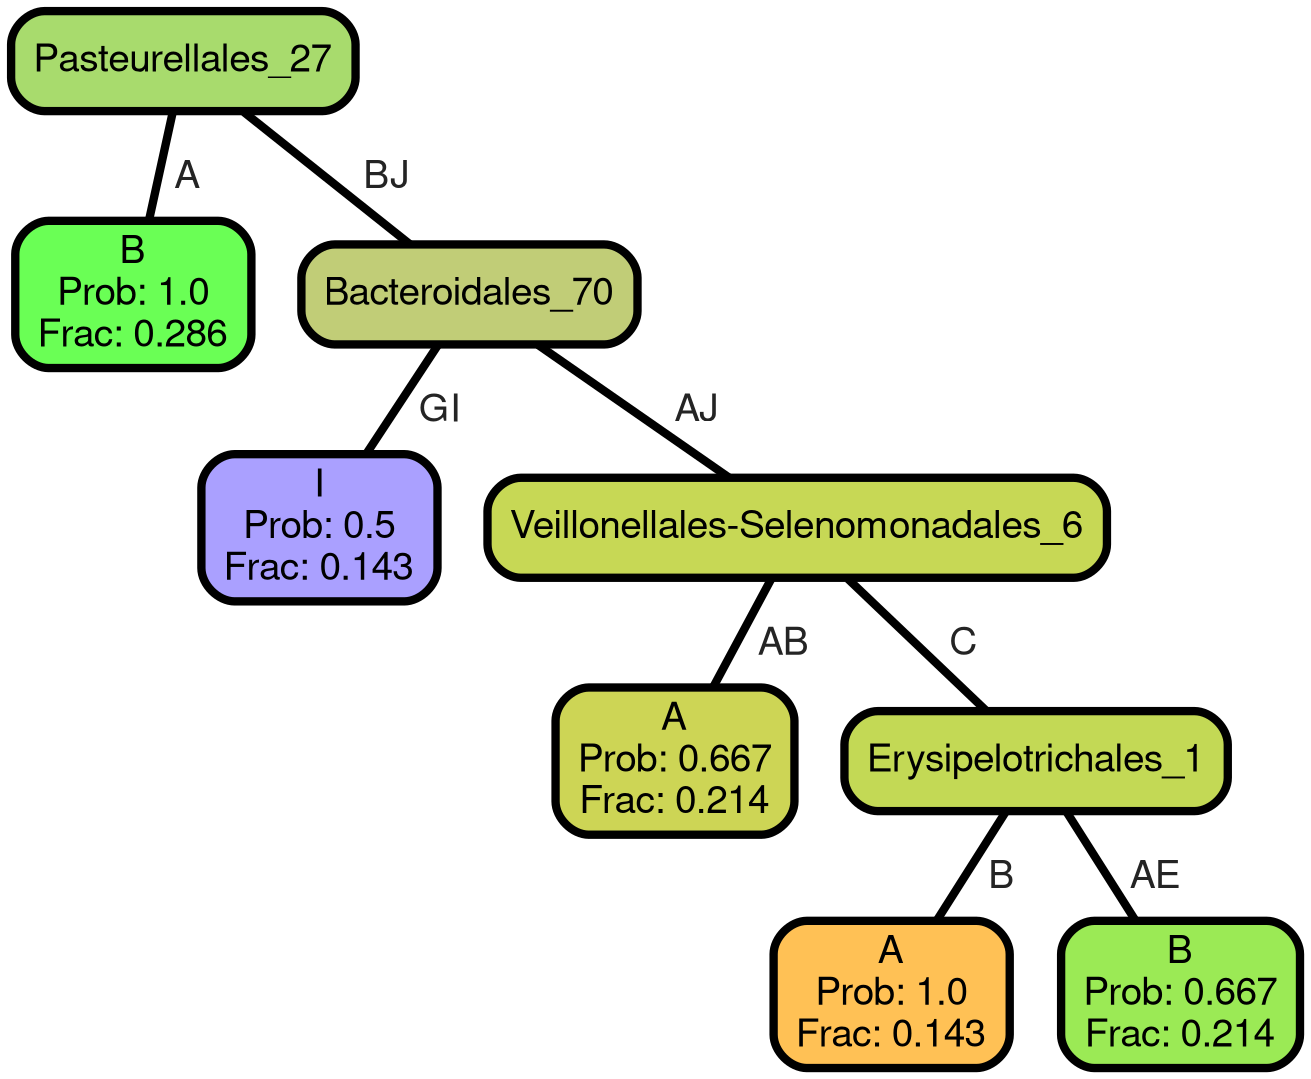 Pasteurellales_27
A
BJ
B
Prob: 1.0
Frac: 0.286
Bacteroidales_70
GI
AJ
I
Prob: 0.5
Frac: 0.143
Veillonellales-Selenomonadales_6
AB
C
A
Prob: 0.667
Frac: 0.214
Erysipelotrichales_1
B
AE
A
Prob: 1.0
Frac: 0.143
B
Prob: 0.667
Frac: 0.214